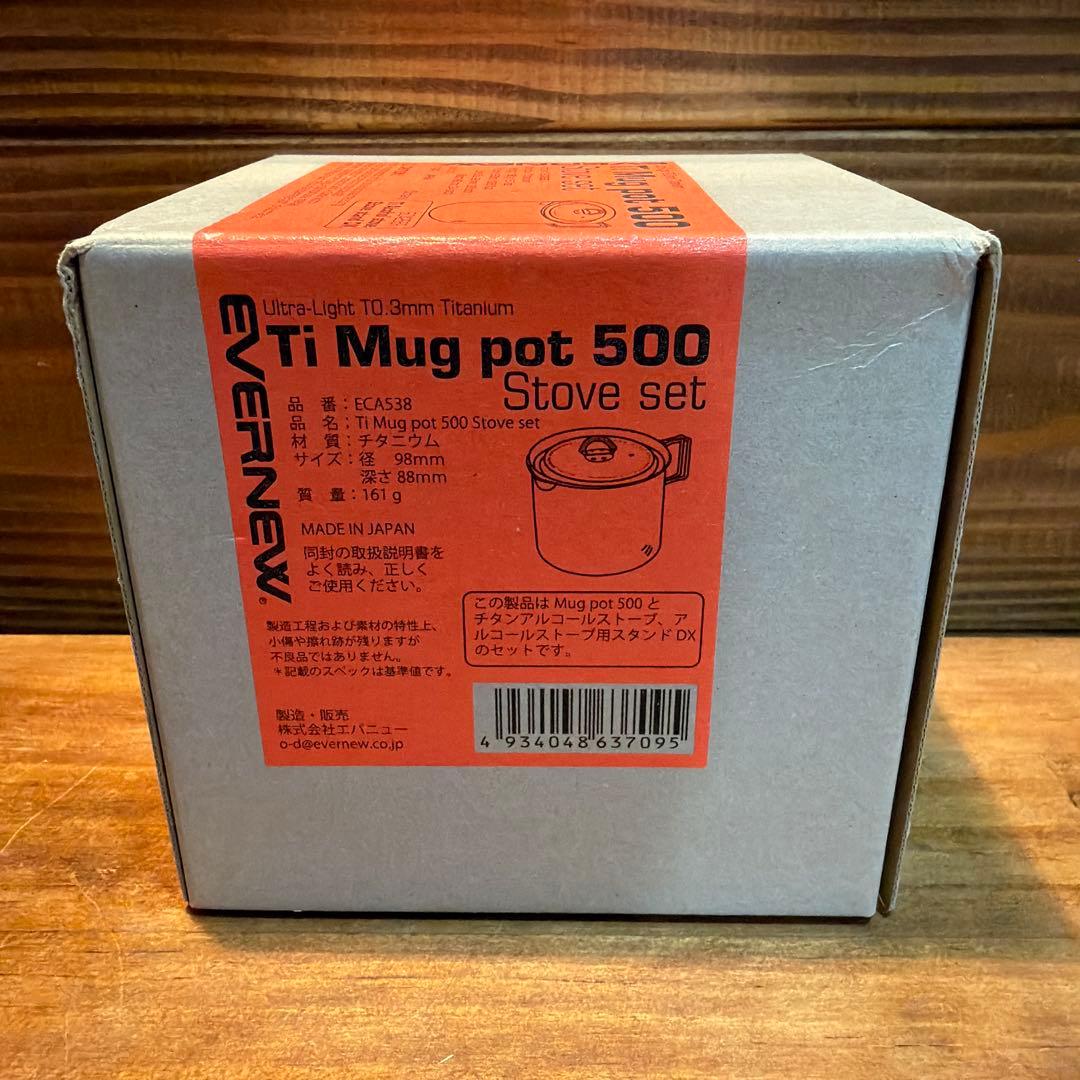 Mug pot 500
EVERNEW®
Ultra-Light T0.3mm Titanium
Ti Mug pot 500
Stove set
品 番：ECA538
品 名；Ti Mug pot 500 Stove set
材 質：チタニウム
サイズ：径 98mm
深さ 88mm
質 量：161 g
MADE IN JAPAN
同封の取扱説明書を
よく読み、正しく
ご使用ください。
製造工程および素材の特性上、
小傷や擦れ跡が残りますが
不良品ではありません。
＊記載のスペックは基準値です。
この製品は Mug pot 500 と
チタンアルコールストーブ、ア
ルコールストーブ用スタンド DX
のセットです。
製造・販売
株式会社エバニュー
o-d@evernew.co.jp
4 934048 637095